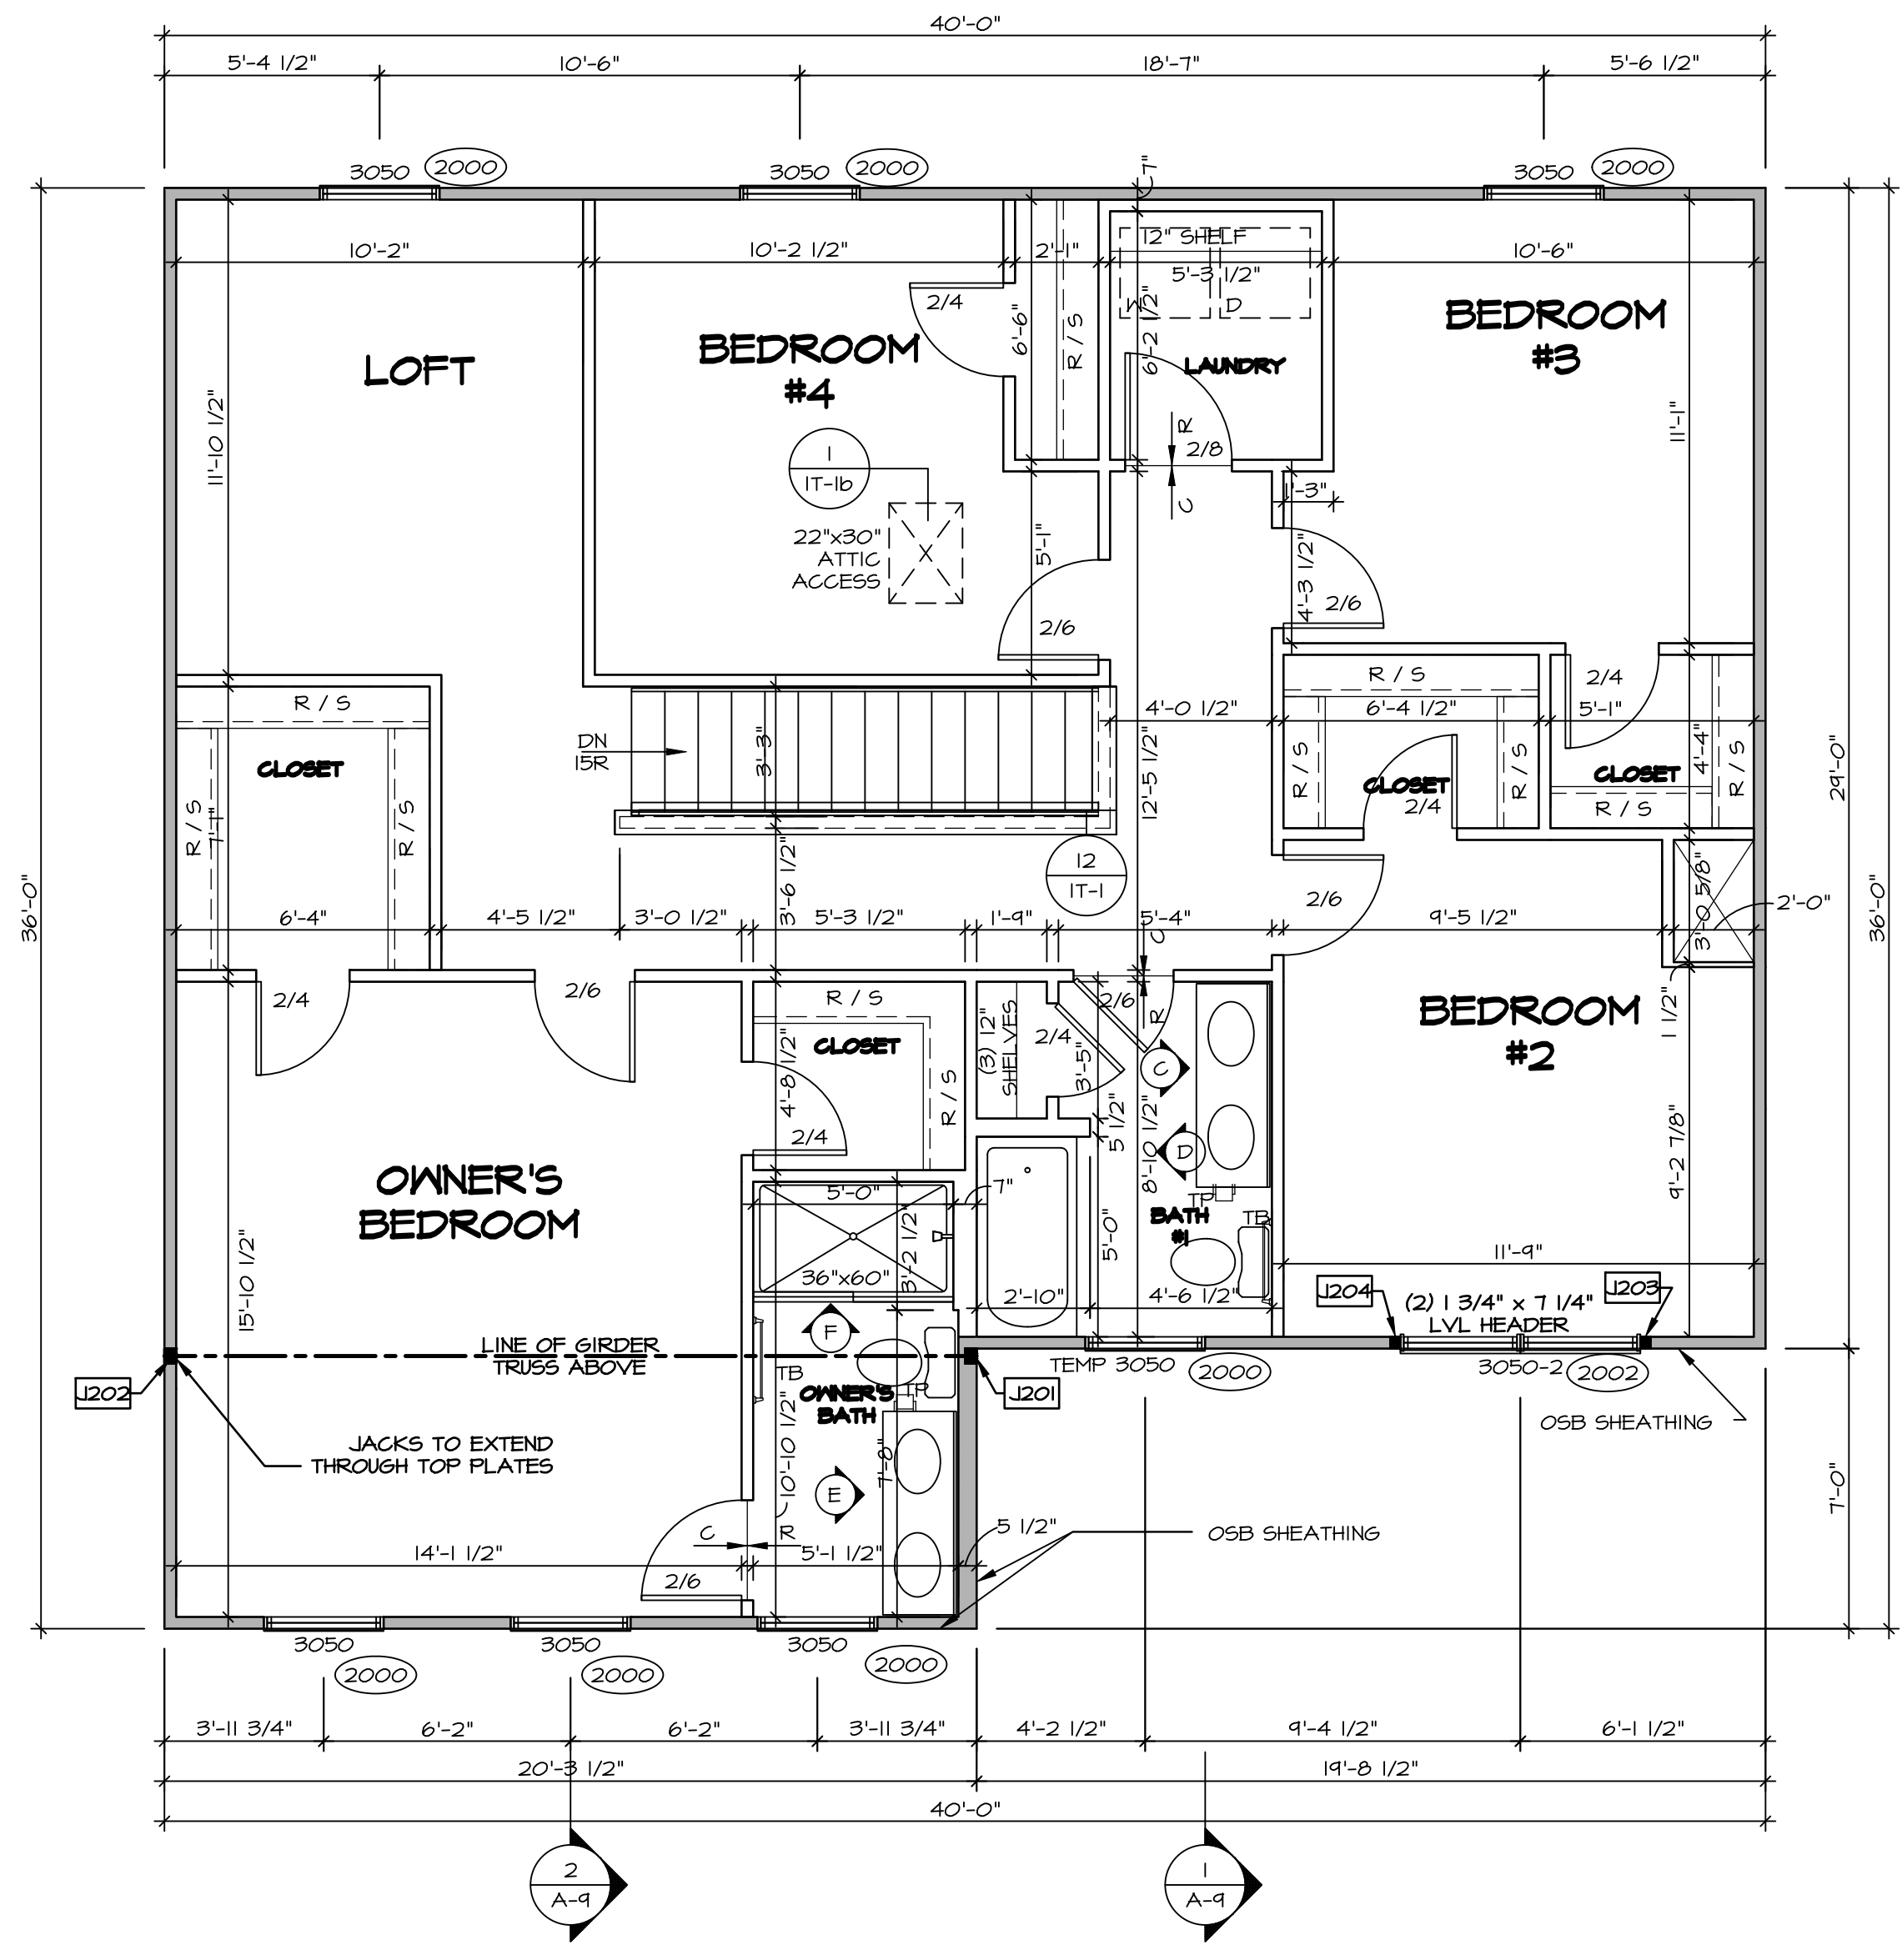 40'-0"
5'-4 1/2"
10'-6"
18'-7"
5'-6 1/2"
3050
2000
3050
2000
7"
3050
2000
12" SHELF
10'-2"
10'-2 1/2"
2'-1"
5'-3 1/2"
10'-6"
2/4
W
D
6'-6"
R / S
6'-2 1/2"
BEDROOM
#3
BEDROOM
#4
LOFT
LAUNDRY
11'-10 1/2"
11'-1"
R
2/8
1
1T-1b
C
1'-3"
22"x30"
ATTIC
ACCESS
5'-1"
4'-3 1/2"
2/6
2/6
R / S
R / S
2/4
4'-0 1/2"
6'-4 1/2"
5'-1"
DN
15R
3'-3"
12'-5 1/2"
4'-4"
R / S
29'-0"
CLOSET
R / S
CLOSET
R / S
CLOSET
2/4
R / S
R / S
7'-1"
R / S
12
1T-1
3'-6 1/2"
3'-0 5/8"
2'-0"
36'-0"
36'-0"
6'-4"
4'-5 1/2"
3'-0 1/2"
5'-3 1/2"
1'-9"
5'-4"
2/6
9'-5 1/2"
C
2/4
2/6
R / S
(3) 12"
SHELVES
2/6
R
1 1/2"
BEDROOM
#2
CLOSET
4'-8 1/2"
2/4
3'-5"
C
R / S
2/4
5 1/2"
8'-10 1/2"
D
9'-2 7/8"
OWNER'S
BEDROOM
5'-0"
7"
TP
BATH
#1
TB
3'-2 1/2"
5'-0"
15'-10 1/2"
36"x60"
2'-10"
4'-6 1/2"
11'-9"
J204
J203
(2) 1 3/4" x 7 1/4"
LVL HEADER
F
LINE OF GIRDER
TRUSS ABOVE
TEMP 3050
2000
3050-2
2002
J202
TB
OWNER'S
BATH
TP
J201
OSB SHEATHING
JACKS TO EXTEND
THROUGH TOP PLATES
10'-10 1/2"
7'-8"
E
7'-0"
C
R
5 1/2"
OSB SHEATHING
14'-1 1/2"
5'-1 1/2"
2/6
3050
2000
3050
2000
3050
2000
3'-11 3/4"
6'-2"
6'-2"
3'-11 3/4"
4'-2 1/2"
9'-4 1/2"
6'-1 1/2"
20'-3 1/2"
19'-8 1/2"
40'-0"
2
A-9
1
A-9